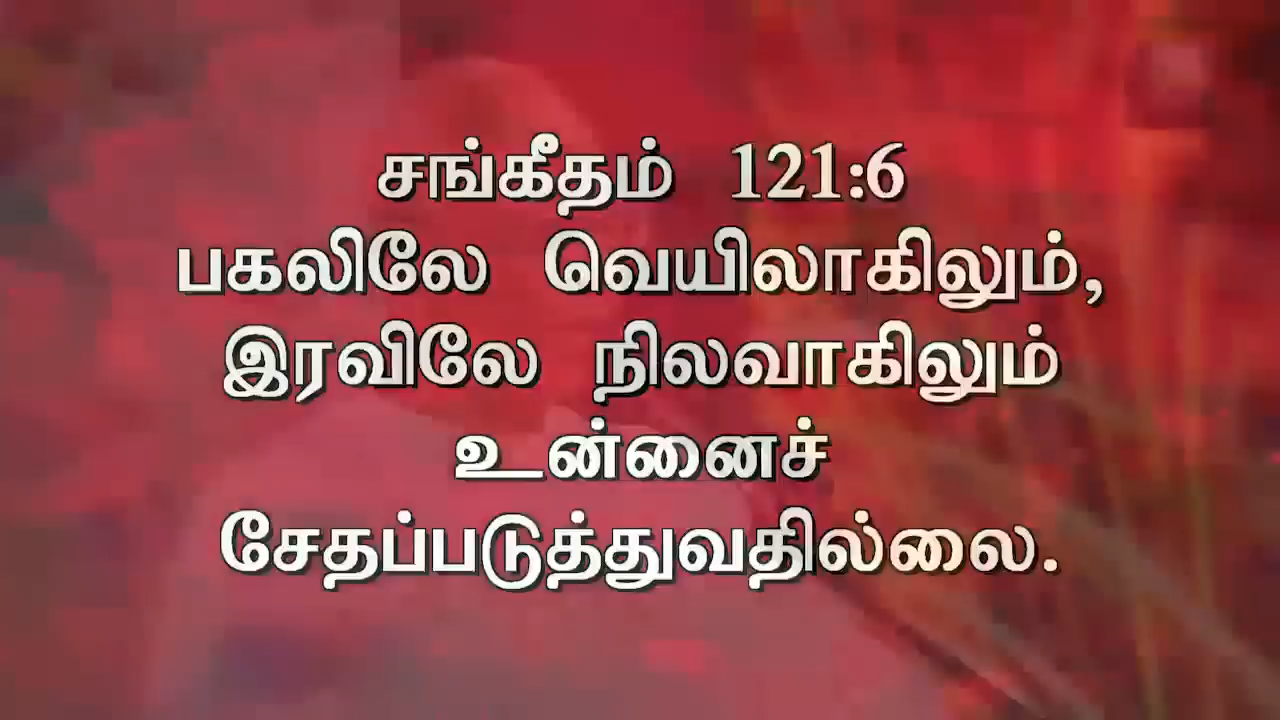 சங்கீதம் 121:6
பகலிலே வெயிலாகிலும்,
இரவிலே நிலவாகிலும்
உன்னைச்
சேதப்படுத்துவதில்லை.